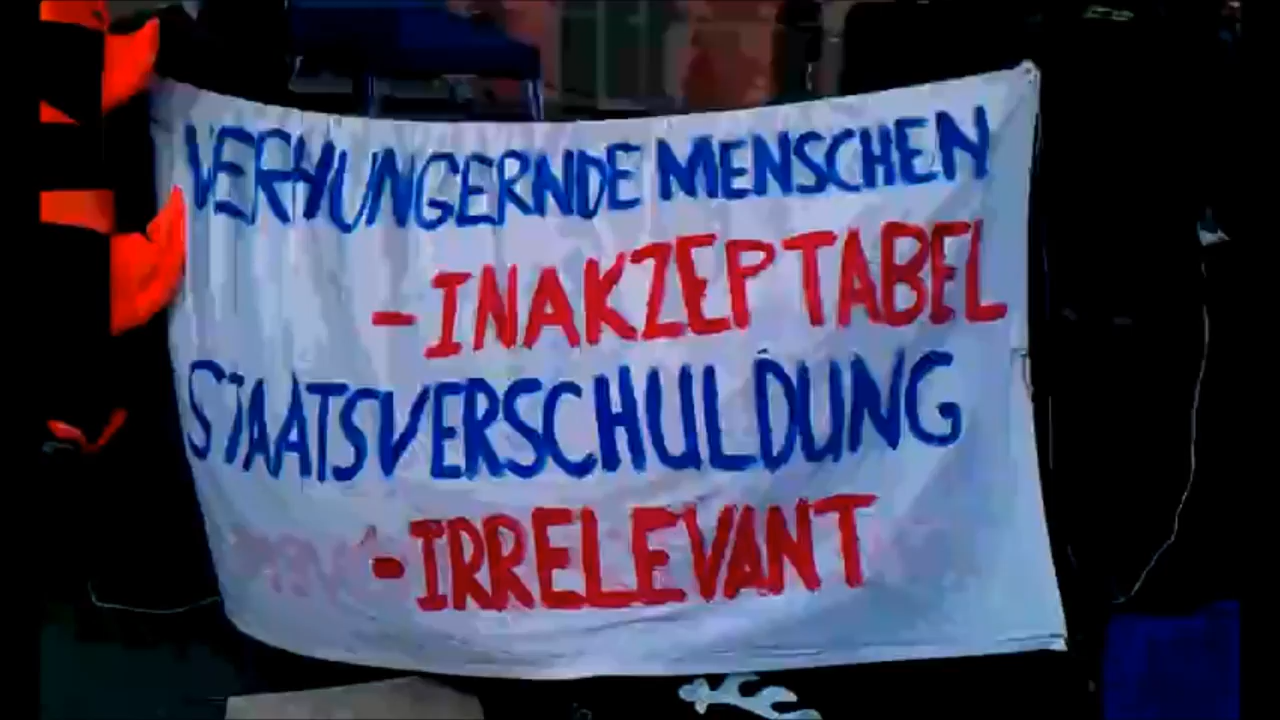 VERHUNGERNDE MENSCHEN
-INAKZEPTABEL
STAATSVERSCHULDUNG
-IRRELEVANT